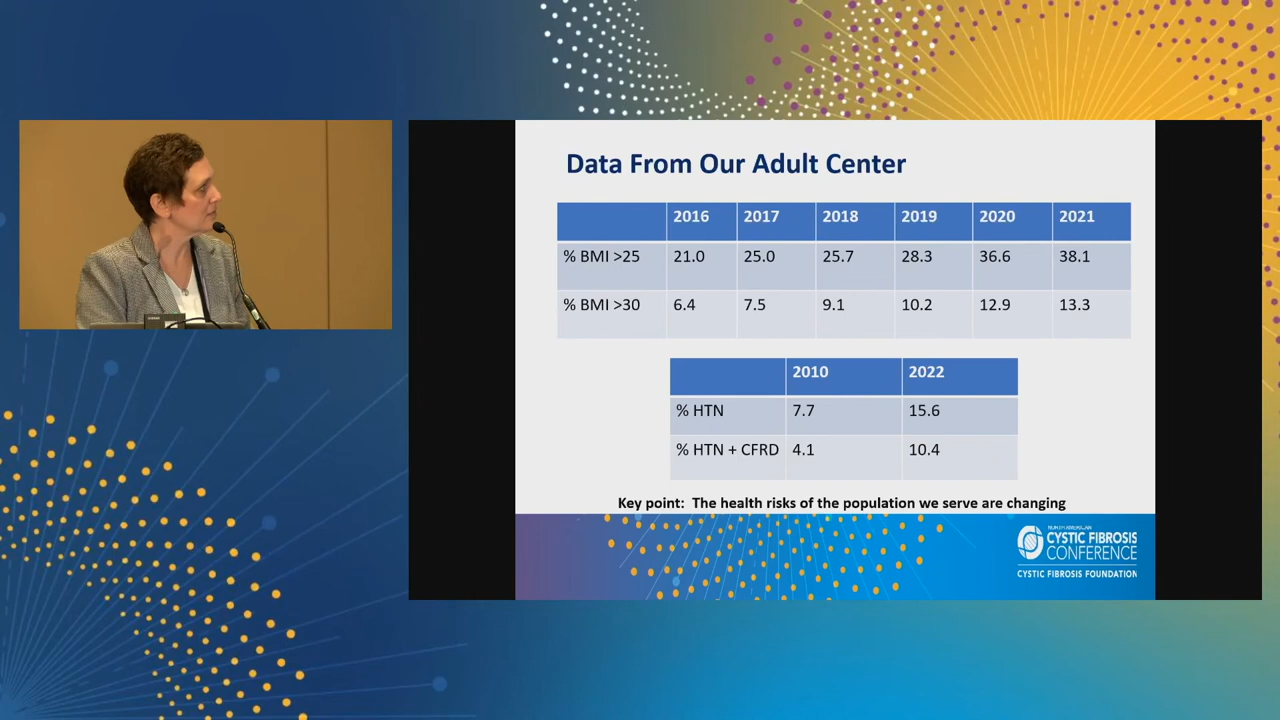 Data From Our Adult Center
2016 2017 2018 2019 2020 2021
% BMI >25 21.0 25.0 25.7 28.3 36.6 38.1
% BMI >30 6.4 7.5 9.1 10.2 12.9 13.3
2010 2022
% HTN 7.7 15.6
% HTN + CFRD 4.1 10.4
Key point: The health risks of the population we serve are changing
NORTH AMERICAN
CYSTIC FIBROSIS
CONFERENCE
CYSTIC FIBROSIS FOUNDATION